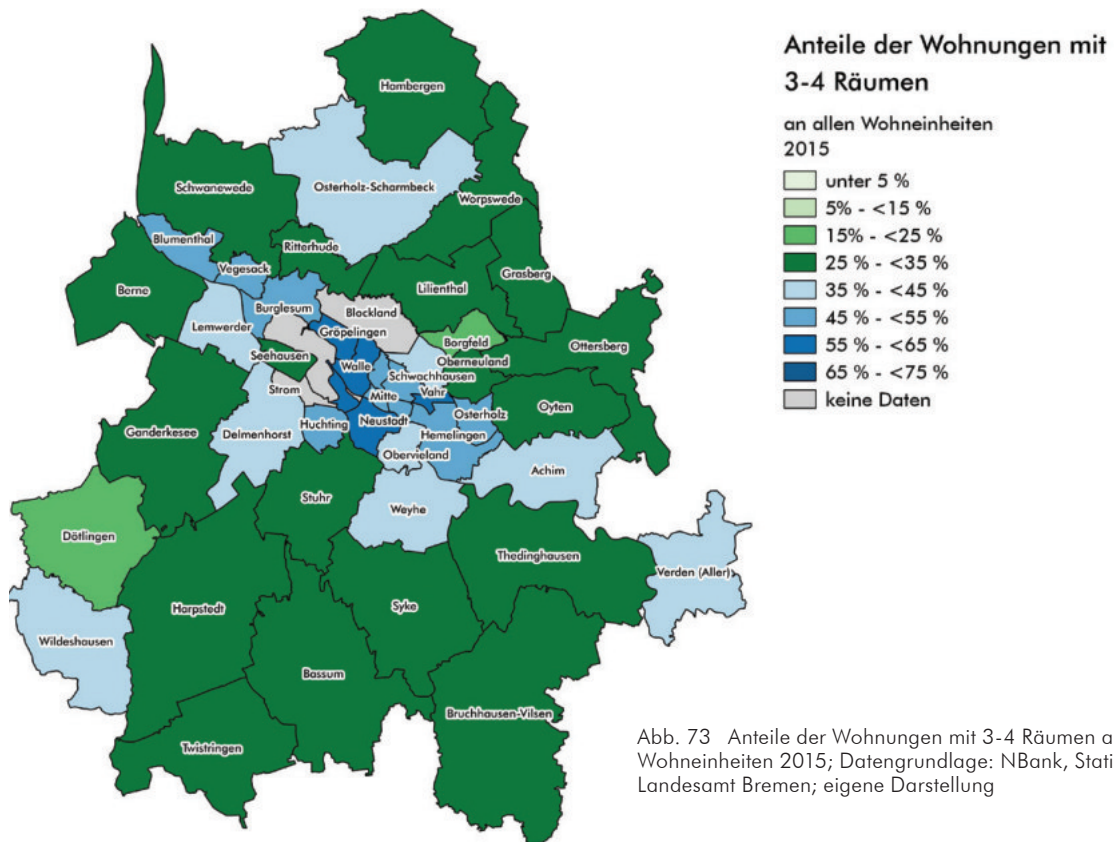 Anteile der Wohnungen mit
3-4 Räumen
an allen Wohneinheiten
2015
unter 5 %
5% - <15 %
15% - <25 %
25 % - <35 %
35 % - <45 %
45 % - <55 %
55 % - <65 %
65 % - <75 %
keine Daten
Hambergen
Schwanewede
Osterholz-Scharmbeck
Worpswede
Blumenthal
Ritterhude
Vegesack
Grasberg
Berne
Lilienthal
Burglesum
Blockland
Lemwerder
Gröpelingen
Borgfeld
Ottersberg
Seehausen
Oberneuland
Walle
Schwachhausen
Strom
Mitte
Vahr
Oyten
Ganderkesee
Delmenhorst
Huchting
Neustadt
Osterholz
Hemelingen
Obervieland
Achim
Stuhr
Weyhe
Dötlingen
Thedinghausen
Verden (Aller)
Harpstedt
Syke
Wildeshausen
Bassum
Bruchhausen-Vilsen
Twistringen
Abb. 73 Anteile der Wohnungen mit 3-4 Räumen a
Wohneinheiten 2015; Datengrundlage: NBank, Stati
Landesamt Bremen; eigene Darstellung